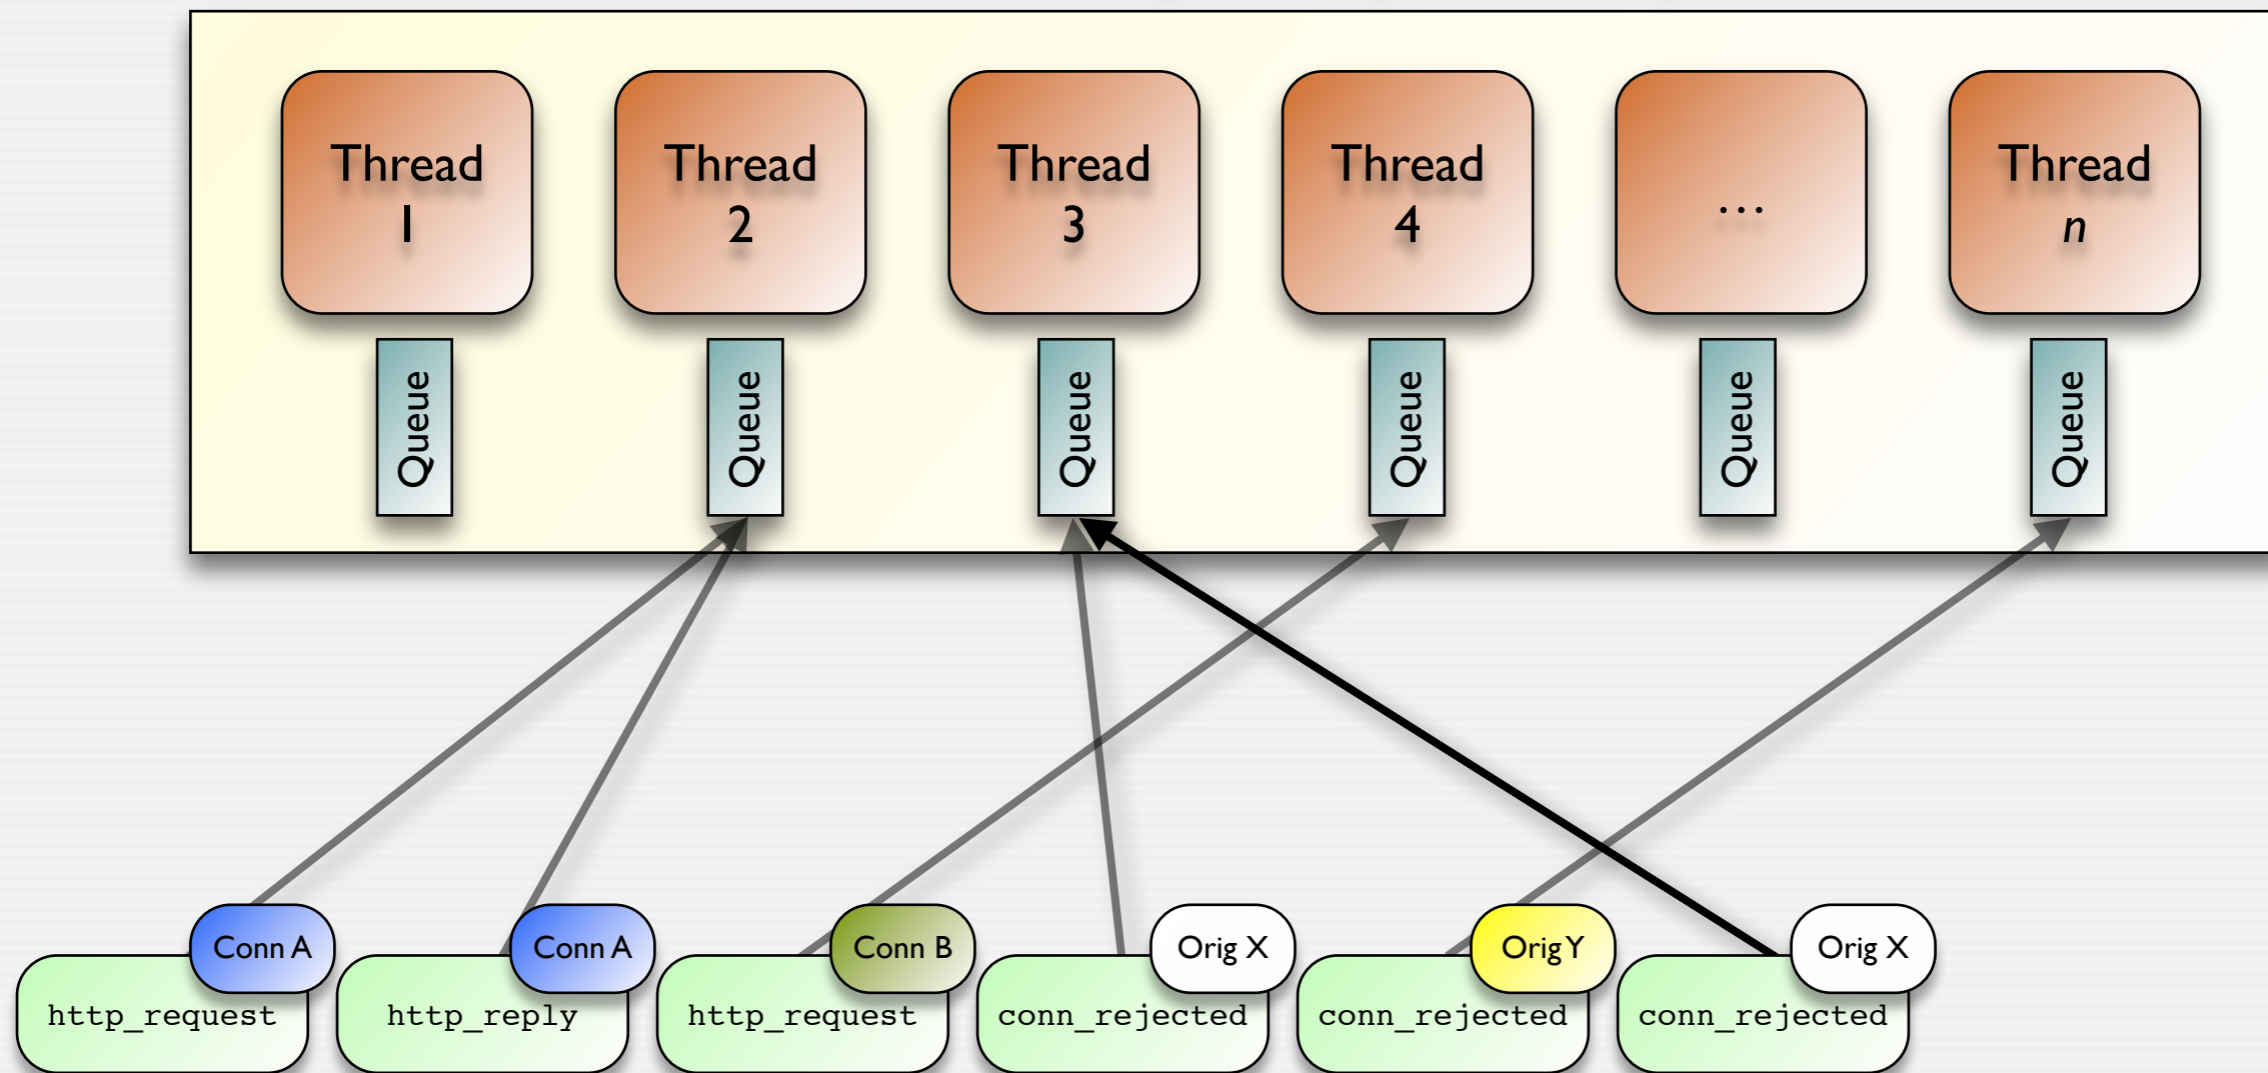 Thread
1
Thread
2
Thread
3
Thread
4
...
Thread
n
Queue
Queue
Queue
Queue
Queue
Queue
Conn A
http_request
Conn A
http_reply
Conn B
http_request
Orig X
conn_rejected
Orig Y
conn_rejected
Orig X
conn_rejected